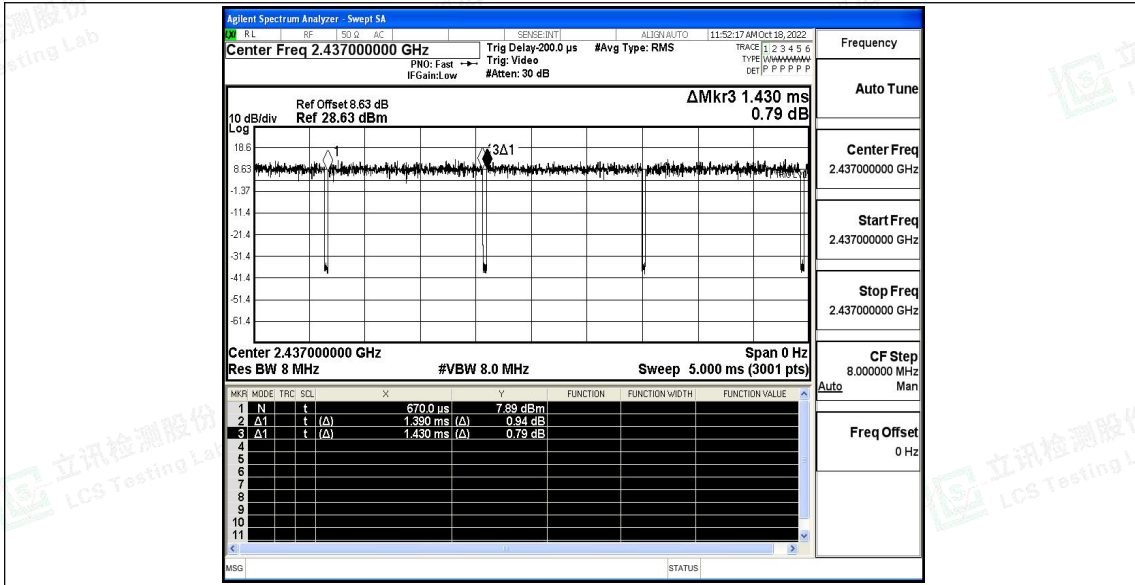 Agilent Spectrum Analyzer - Swept SA
RL RF 50 Ω AC SENSE:INT ALIGN AUTO 11:52:17 AM Oct 18, 2022
Center Freq 2.437000000 GHz
PNO: Fast
IFGain:Low
Trig Delay-200.0 µs
Trig: Video
#Atten: 30 dB
#Avg Type: RMS
TRACE 1 2 3 4 5 6
TYPE WWWWWW
DET P P P P P P
ΔMkr3 1.430 ms
0.79 dB
Ref Offset 8.63 dB
10 dB/div Ref 28.63 dBm
Log
18.6
8.63
-1.37
-11.4
-21.4
-31.4
-41.4
-51.4
-61.4
1
3Δ1
TRIG LVL
Center 2.437000000 GHz Span 0 Hz
Res BW 8 MHz #VBW 8.0 MHz Sweep 5.000 ms (3001 pts)
MKR MODE TRC SCL X Y FUNCTION FUNCTION WIDTH FUNCTION VALUE
1 N t 670.0 µs 7.89 dBm
2 Δ1 t (Δ) 1.390 ms (Δ) 0.94 dB
3 Δ1 t (Δ) 1.430 ms (Δ) 0.79 dB
4
5
6
7
8
9
10
11
MSG STATUS
Frequency
Auto Tune
Center Freq
2.437000000 GHz
Start Freq
2.437000000 GHz
Stop Freq
2.437000000 GHz
CF Step
8.000000 MHz
Auto Man
Freq Offset
0 Hz
测股份
sting Lab
立讯检测股份
LCS Testing Lab
立讯检测股份
LCS Testing L